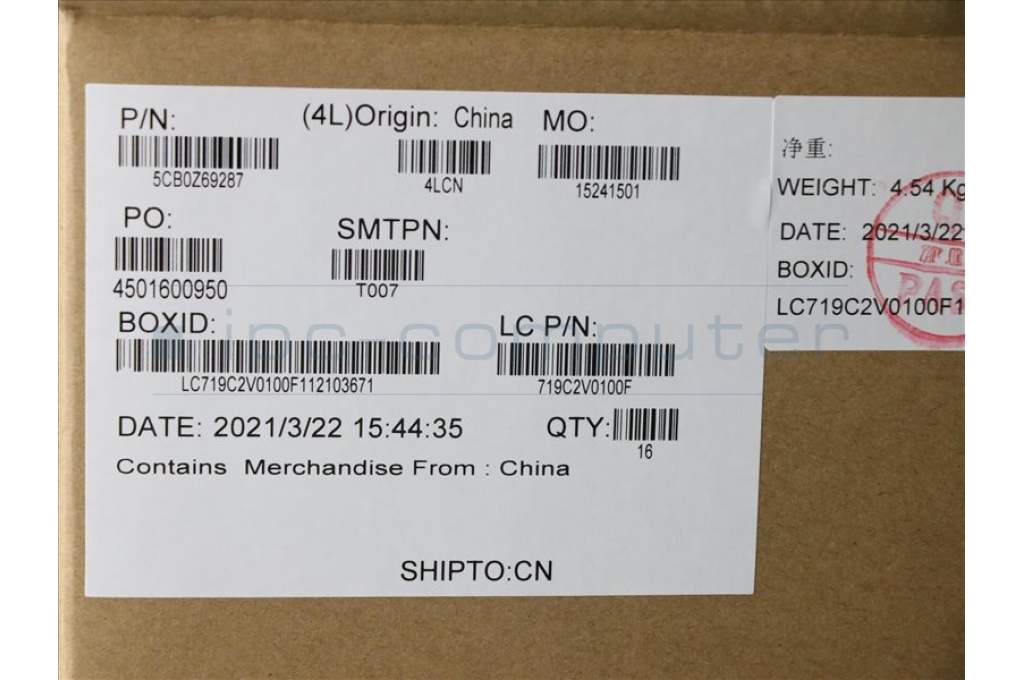 P/N: (4L)Origin: China MO:
5CB0Z69287 4LCN 15241501
PO: SMTPN:
4501600950 T007
BOXID: LC P/N:
LC719C2V0100F112103671 719C2V0100F
DATE: 2021/3/22 15:44:35 QTY:
16
Contains Merchandise From : China
SHIPTO:CN
净重:
WEIGHT: 4.54 Kg
DATE: 2021/3/22
BOXID:
LC719C2V0100F1
ipc-computer